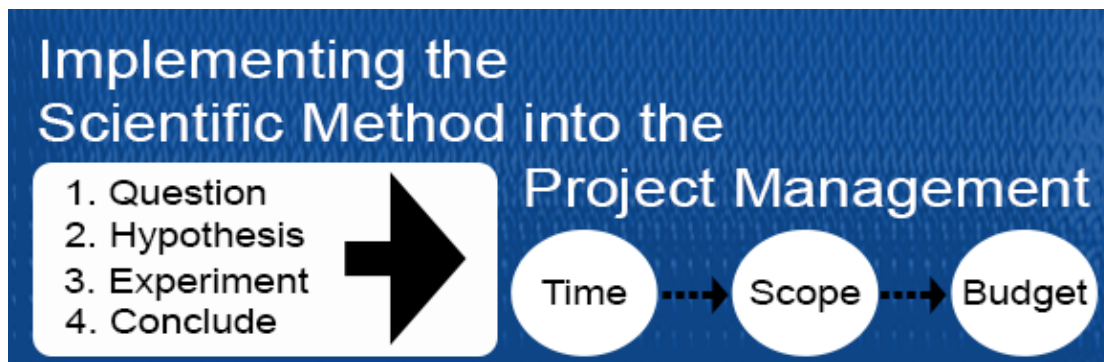 Implementing the
Scientific Method into the
Project Management
1. Question
2. Hypothesis
3. Experiment
4. Conclude
Time
Scope
Budget